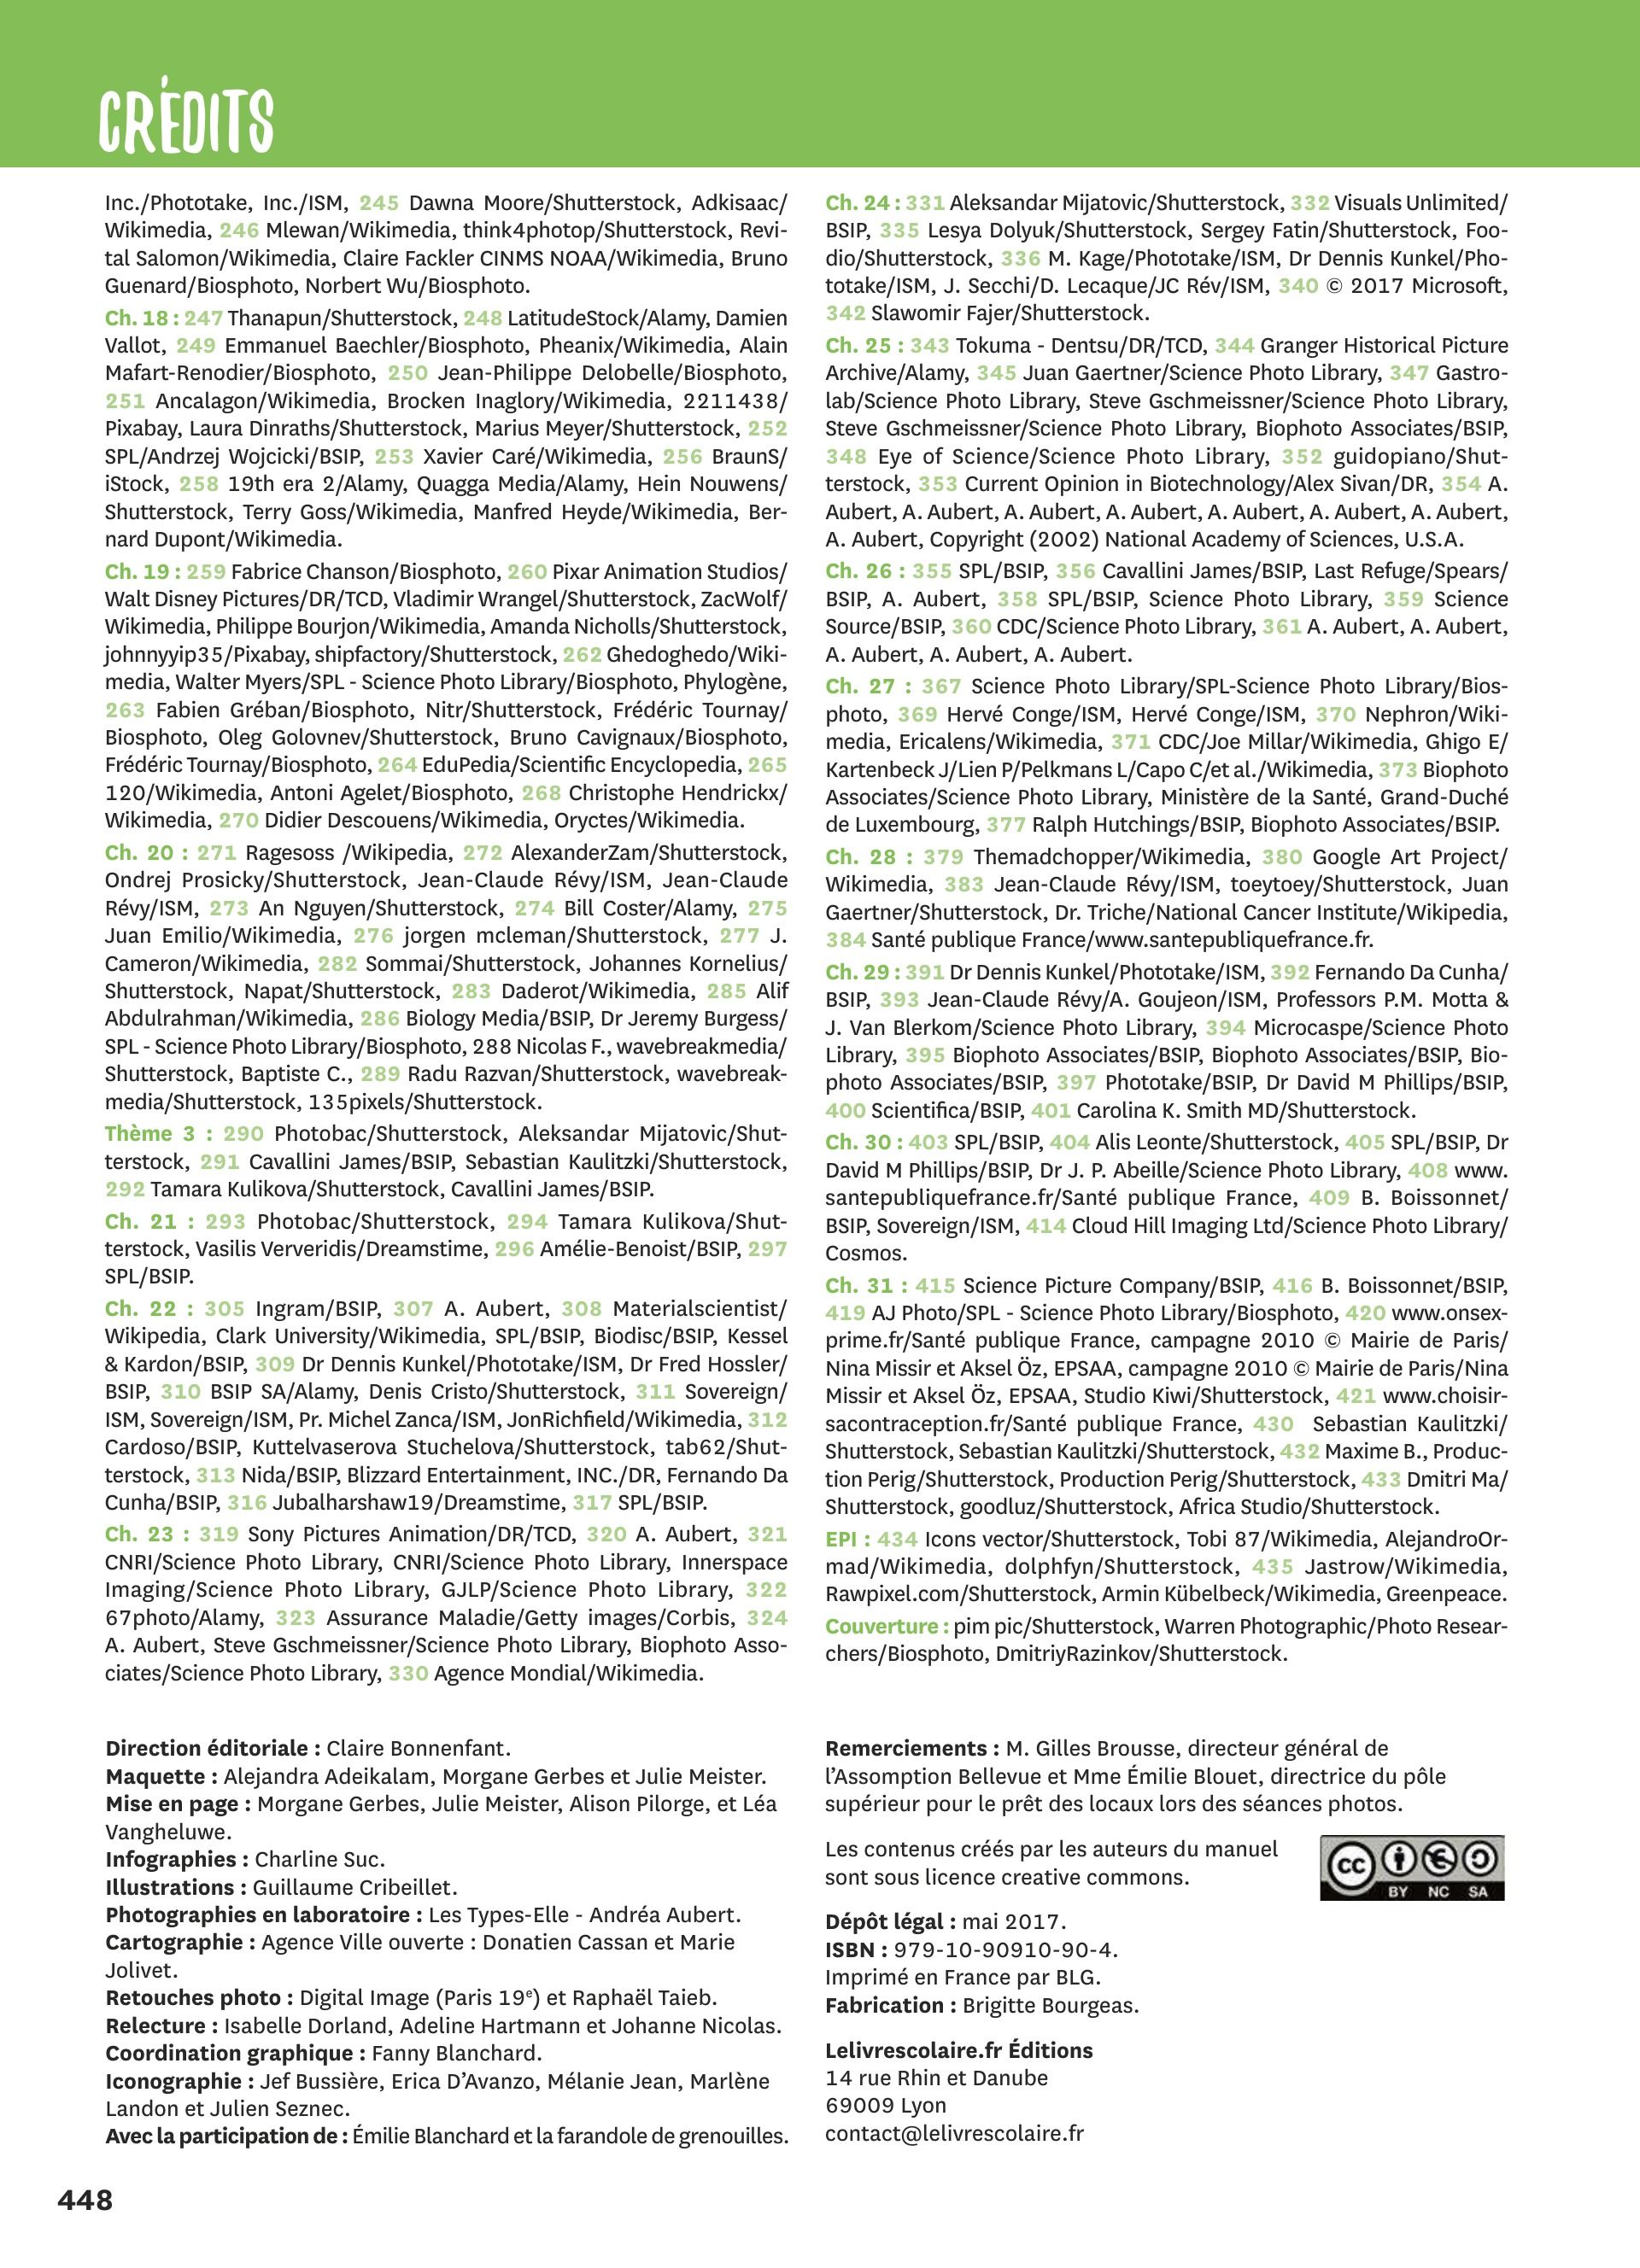 CRÉDITS
Inc./Phototake, Inc./ISM, 245 Dawna Moore/Shutterstock, Adkisaac/
Wikimedia, 246 Mlewan/Wikimedia, think4photop/Shutterstock, Revi-
tal Salomon/Wikimedia, Claire Fackler CINMS NOAA/Wikimedia, Bruno
Guenard/Biosphoto, Norbert Wu/Biosphoto.
Ch. 18 : 247 Thanapun/Shutterstock, 248 LatitudeStock/Alamy, Damien
Vallot, 249 Emmanuel Baechler/Biosphoto, Pheanix/Wikimedia, Alain
Mafart-Renodier/Biosphoto, 250 Jean-Philippe Delobelle/Biosphoto,
251 Ancalagon/Wikimedia, Brocken Inaglory/Wikimedia, 2211438/
Pixabay, Laura Dinraths/Shutterstock, Marius Meyer/Shutterstock, 252
SPL/Andrzej Wojcicki/BSIP, 253 Xavier Caré/Wikimedia, 256 BraunS/
iStock, 258 19th era 2/Alamy, Quagga Media/Alamy, Hein Nouwens/
Shutterstock, Terry Goss/Wikimedia, Manfred Heyde/Wikimedia, Ber-
nard Dupont/Wikimedia.
Ch. 19 : 259 Fabrice Chanson/Biosphoto, 260 Pixar Animation Studios/
Walt Disney Pictures/DR/TCD, Vladimir Wrangel/Shutterstock, ZacWolf/
Wikimedia, Philippe Bourjon/Wikimedia, Amanda Nicholls/Shutterstock,
johnnyyip35/Pixabay, shipfactory/Shutterstock, 262 Ghedoghedo/Wiki-
media, Walter Myers/SPL - Science Photo Library/Biosphoto, Phylogène,
263 Fabien Gréban/Biosphoto, Nitr/Shutterstock, Frédéric Tournay/
Biosphoto, Oleg Golovnev/Shutterstock, Bruno Cavignaux/Biosphoto,
Frédéric Tournay/Biosphoto, 264 EduPedia/Scientific Encyclopedia, 265
120/Wikimedia, Antoni Agelet/Biosphoto, 268 Christophe Hendrickx/
Wikimedia, 270 Didier Descouens/Wikimedia, Oryctes/Wikimedia.
Ch. 20 : 271 Ragesoss /Wikipedia, 272 AlexanderZam/Shutterstock,
Ondrej Prosicky/Shutterstock, Jean-Claude Révy/ISM, Jean-Claude
Révy/ISM, 273 An Nguyen/Shutterstock, 274 Bill Coster/Alamy, 275
Juan Emilio/Wikimedia, 276 jorgen mcleman/Shutterstock, 277 J.
Cameron/Wikimedia, 282 Sommai/Shutterstock, Johannes Kornelius/
Shutterstock, Napat/Shutterstock, 283 Daderot/Wikimedia, 285 Alif
Abdulrahman/Wikimedia, 286 Biology Media/BSIP, Dr Jeremy Burgess/
SPL - Science Photo Library/Biosphoto, 288 Nicolas F., wavebreakmedia/
Shutterstock, Baptiste C., 289 Radu Razvan/Shutterstock, wavebreak-
media/Shutterstock, 135pixels/Shutterstock.
Thème 3 : 290 Photobac/Shutterstock, Aleksandar Mijatovic/Shut-
terstock, 291 Cavallini James/BSIP, Sebastian Kaulitzki/Shutterstock,
292 Tamara Kulikova/Shutterstock, Cavallini James/BSIP.
Ch. 21 : 293 Photobac/Shutterstock, 294 Tamara Kulikova/Shut-
terstock, Vasilis Ververidis/Dreamstime, 296 Amélie-Benoist/BSIP, 297
SPL/BSIP.
Ch. 22 : 305 Ingram/BSIP, 307 A. Aubert, 308 Materialscientist/
Wikipedia, Clark University/Wikimedia, SPL/BSIP, Biodisc/BSIP, Kessel
& Kardon/BSIP, 309 Dr Dennis Kunkel/Phototake/ISM, Dr Fred Hossler/
BSIP, 310 BSIP SA/Alamy, Denis Cristo/Shutterstock, 311 Sovereign/
ISM, Sovereign/ISM, Pr. Michel Zanca/ISM, JonRichfield/Wikimedia, 312
Cardoso/BSIP, Kuttelvaserova Stuchelova/Shutterstock, tab62/Shut-
terstock, 313 Nida/BSIP, Blizzard Entertainment, INC./DR, Fernando Da
Cunha/BSIP, 316 Jubalharshaw19/Dreamstime, 317 SPL/BSIP.
Ch. 23 : 319 Sony Pictures Animation/DR/TCD, 320 A. Aubert, 321
CNRI/Science Photo Library, CNRI/Science Photo Library, Innerspace
Imaging/Science Photo Library, GJLP/Science Photo Library, 322
67photo/Alamy, 323 Assurance Maladie/Getty images/Corbis, 324
A. Aubert, Steve Gschmeissner/Science Photo Library, Biophoto Asso-
ciates/Science Photo Library, 330 Agence Mondial/Wikimedia.
Ch. 24 : 331 Aleksandar Mijatovic/Shutterstock, 332 Visuals Unlimited/
BSIP, 335 Lesya Dolyuk/Shutterstock, Sergey Fatin/Shutterstock, Foo-
dio/Shutterstock, 336 M. Kage/Phototake/ISM, Dr Dennis Kunkel/Pho-
totake/ISM, J. Secchi/D. Lecaque/JC Rév/ISM, 340 © 2017 Microsoft,
342 Slawomir Fajer/Shutterstock.
Ch. 25 : 343 Tokuma - Dentsu/DR/TCD, 344 Granger Historical Picture
Archive/Alamy, 345 Juan Gaertner/Science Photo Library, 347 Gastro-
lab/Science Photo Library, Steve Gschmeissner/Science Photo Library,
Steve Gschmeissner/Science Photo Library, Biophoto Associates/BSIP,
348 Eye of Science/Science Photo Library, 352 guidopiano/Shut-
terstock, 353 Current Opinion in Biotechnology/Alex Sivan/DR, 354 A.
Aubert, A. Aubert, A. Aubert, A. Aubert, A. Aubert, A. Aubert, A. Aubert,
A. Aubert, Copyright (2002) National Academy of Sciences, U.S.A.
Ch. 26 : 355 SPL/BSIP, 356 Cavallini James/BSIP, Last Refuge/Spears/
BSIP, A. Aubert, 358 SPL/BSIP, Science Photo Library, 359 Science
Source/BSIP, 360 CDC/Science Photo Library, 361 A. Aubert, A. Aubert,
A. Aubert, A. Aubert, A. Aubert.
Ch. 27 : 367 Science Photo Library/SPL-Science Photo Library/Bios-
photo, 369 Hervé Conge/ISM, Hervé Conge/ISM, 370 Nephron/Wiki-
media, Ericalens/Wikimedia, 371 CDC/Joe Millar/Wikimedia, Ghigo E/
Kartenbeck J/Lien P/Pelkmans L/Capo C/et al./Wikimedia, 373 Biophoto
Associates/Science Photo Library, Ministère de la Santé, Grand-Duché
de Luxembourg, 377 Ralph Hutchings/BSIP, Biophoto Associates/BSIP.
Ch. 28 : 379 Themadchopper/Wikimedia, 380 Google Art Project/
Wikimedia, 383 Jean-Claude Révy/ISM, toeytoey/Shutterstock, Juan
Gaertner/Shutterstock, Dr. Triche/National Cancer Institute/Wikipedia,
384 Santé publique France/www.santepubliquefrance.fr.
Ch. 29 : 391 Dr Dennis Kunkel/Phototake/ISM, 392 Fernando Da Cunha/
BSIP, 393 Jean-Claude Révy/A. Goujeon/ISM, Professors P.M. Motta &
J. Van Blerkom/Science Photo Library, 394 Microcaspe/Science Photo
Library, 395 Biophoto Associates/BSIP, Biophoto Associates/BSIP, Bio-
photo Associates/BSIP, 397 Phototake/BSIP, Dr David M Phillips/BSIP,
400 Scientifica/BSIP, 401 Carolina K. Smith MD/Shutterstock.
Ch. 30 : 403 SPL/BSIP, 404 Alis Leonte/Shutterstock, 405 SPL/BSIP, Dr
David M Phillips/BSIP, Dr J. P. Abeille/Science Photo Library, 408 www.
santepubliquefrance.fr/Santé publique France, 409 B. Boissonnet/
BSIP, Sovereign/ISM, 414 Cloud Hill Imaging Ltd/Science Photo Library/
Cosmos.
Ch. 31 : 415 Science Picture Company/BSIP, 416 B. Boissonnet/BSIP,
419 AJ Photo/SPL - Science Photo Library/Biosphoto, 420 www.onsex-
prime.fr/Santé publique France, campagne 2010 © Mairie de Paris/
Nina Missir et Aksel Öz, EPSAA, campagne 2010 © Mairie de Paris/Nina
Missir et Aksel Öz, EPSAA, Studio Kiwi/Shutterstock, 421 www.choisir-
sacontraception.fr/Santé publique France, 430 Sebastian Kaulitzki/
Shutterstock, Sebastian Kaulitzki/Shutterstock, 432 Maxime B., Produc-
tion Perig/Shutterstock, Production Perig/Shutterstock, 433 Dmitri Ma/
Shutterstock, goodluz/Shutterstock, Africa Studio/Shutterstock.
EPI : 434 Icons vector/Shutterstock, Tobi 87/Wikimedia, AlejandroOr-
mad/Wikimedia, dolphfyn/Shutterstock, 435 Jastrow/Wikimedia,
Rawpixel.com/Shutterstock, Armin Kübelbeck/Wikimedia, Greenpeace.
Couverture : pim pic/Shutterstock, Warren Photographic/Photo Resear-
chers/Biosphoto, DmitriyRazinkov/Shutterstock.
Direction éditoriale : Claire Bonnenfant.
Maquette : Alejandra Adeikalam, Morgane Gerbes et Julie Meister.
Mise en page : Morgane Gerbes, Julie Meister, Alison Pilorge, et Léa
Vangheluwe.
Infographies : Charline Suc.
Illustrations : Guillaume Cribeillet.
Photographies en laboratoire : Les Types-Elle - Andréa Aubert.
Cartographie : Agence Ville ouverte : Donatien Cassan et Marie
Jolivet.
Retouches photo : Digital Image (Paris 19e) et Raphaël Taieb.
Relecture : Isabelle Dorland, Adeline Hartmann et Johanne Nicolas.
Coordination graphique : Fanny Blanchard.
Iconographie : Jef Bussière, Erica D’Avanzo, Mélanie Jean, Marlène
Landon et Julien Seznec.
Avec la participation de : Émilie Blanchard et la farandole de grenouilles.
Remerciements : M. Gilles Brousse, directeur général de
l’Assomption Bellevue et Mme Émilie Blouet, directrice du pôle
supérieur pour le prêt des locaux lors des séances photos.
Les contenus créés par les auteurs du manuel
sont sous licence creative commons.
cc
BY NC SA
Dépôt légal : mai 2017.
ISBN : 979-10-90910-90-4.
Imprimé en France par BLG.
Fabrication : Brigitte Bourgeas.
Lelivrescolaire.fr Éditions
14 rue Rhin et Danube
69009 Lyon
contact@lelivrescolaire.fr
448